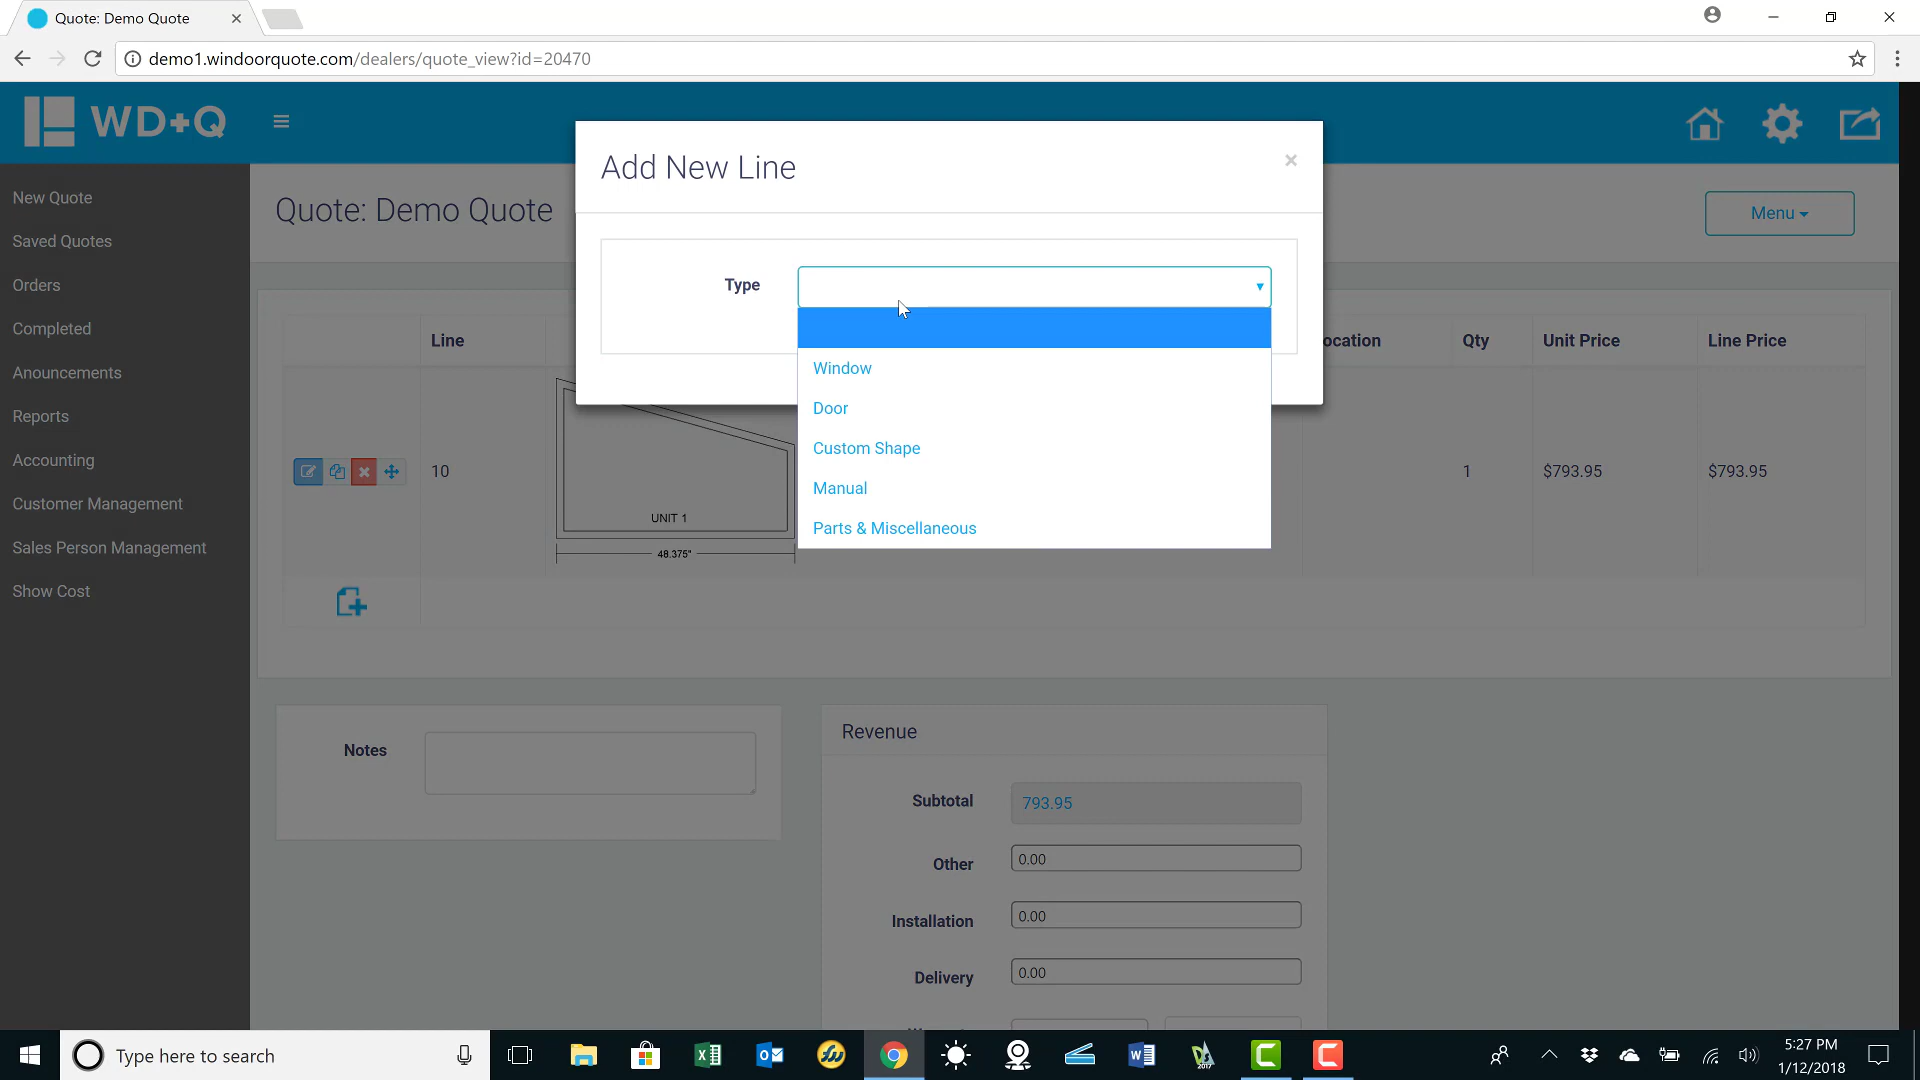 Quote: Demo Quote
demo1.windoorquote.com/dealers/quote_view?id=20470
WD+Q
Add New Line
New Quote
Saved Quotes
Orders
Completed
Anouncements
Reports
Accounting
Customer Management
Sales Person Management
Show Cost
Quote: Demo Quote
Menu
Type
Window
Door
Custom Shape
Manual
Parts & Miscellaneous
Line
ocation
Qty
Unit Price
Line Price
10
UNIT 1
48.375"
1
$793.95
$793.95
Notes
Revenue
Subtotal
793.95
Other
0.00
Installation
0.00
Delivery
0.00
Type here to search
5:27 PM
1/12/2018